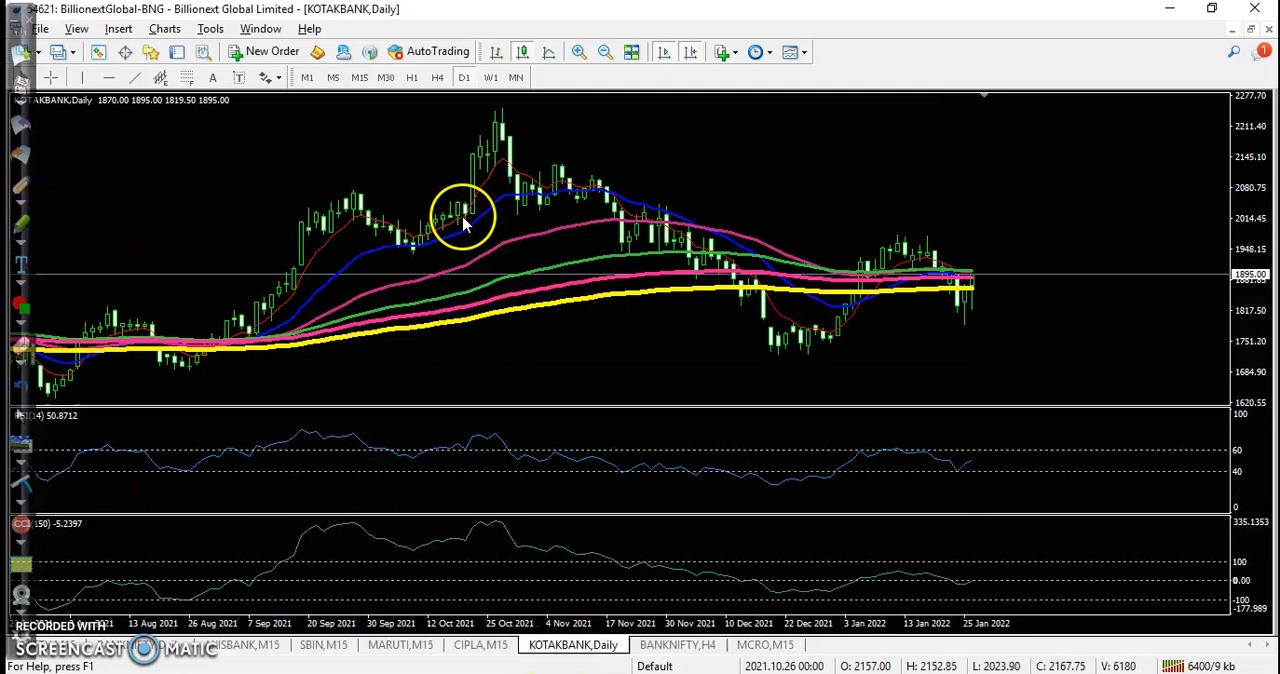 54621: BillionextGlobal-BNG - Billionext Global Limited - [KOTAKBANK,Daily]
File View Insert Charts Tools Window Help
New Order AutoTrading 1
A T M1 M5 M15 M30 H1 H4 D1 W1 MN
KOTAKBANK,Daily 1870.00 1895.00 1819.50 1895.00
2277.70
2211.40
2145.10
2080.75
2014.45
1948.15
1895.00
1881.85
1817.50
1751.20
1684.90
1620.55
RSI(14) 50.8712
100
60
40
0
CCI(150) -5.2397
335.1353
100
0.00
-100
-177.989
13 Aug 2021 26 Aug 2021 7 Sep 2021 20 Sep 2021 30 Sep 2021 12 Oct 2021 25 Oct 2021 4 Nov 2021 17 Nov 2021 30 Nov 2021 10 Dec 2021 22 Dec 2021 3 Jan 2022 13 Jan 2022 25 Jan 2022
RECORDED WITH
SCREENCAST MATIC
SBIN,M15 MARUTI,M15 CIPLA,M15 KOTAKBANK,Daily BANKNIFTY,H4 MCRO,M15
For Help, press F1 Default 2021.10.26 00:00 O: 2157.00 H: 2152.85 L: 2023.90 C: 2167.75 V: 6180 6400/9 kb